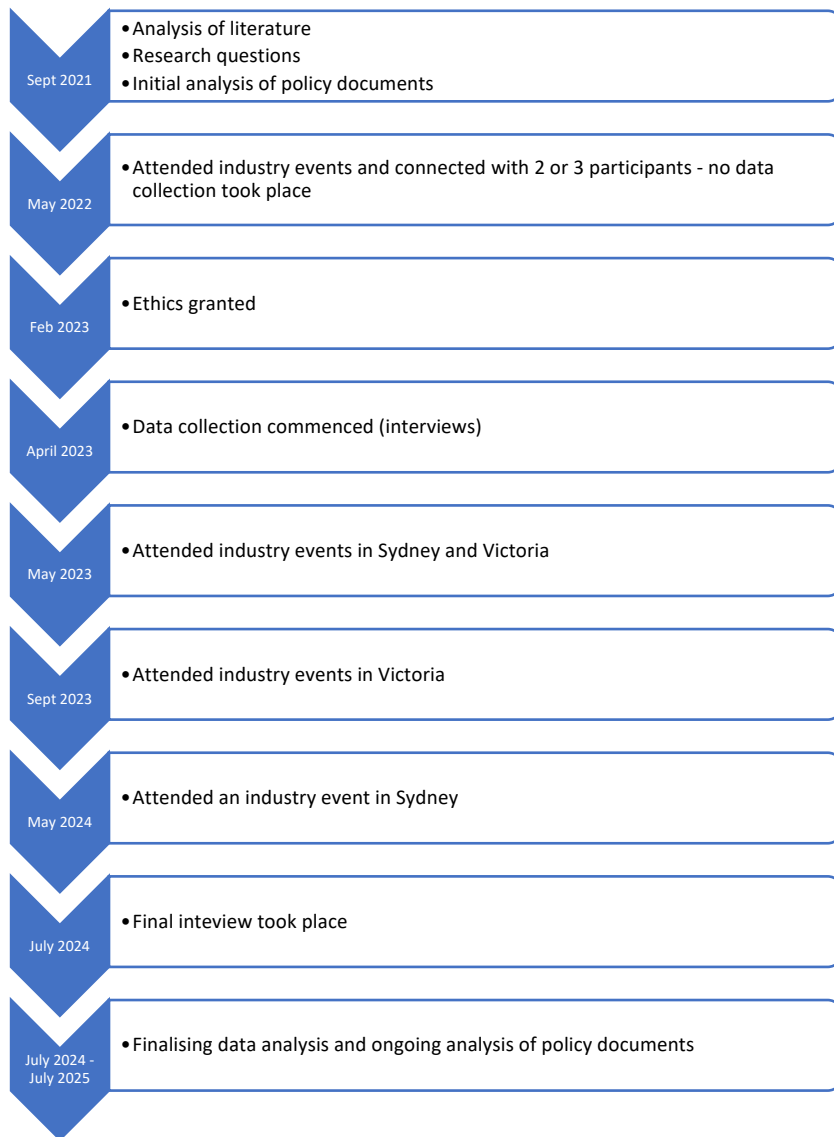 Sept 2021
•Analysis of literature
•Research questions
•Initial analysis of policy documents
May 2022
•Attended industry events and connected with 2 or 3 participants - no data
collection took place
Feb 2023
•Ethics granted
April 2023
•Data collection commenced (interviews)
May 2023
•Attended industry events in Sydney and Victoria
Sept 2023
•Attended industry events in Victoria
May 2024
•Attended an industry event in Sydney
July 2024
•Final inteview took place
July 2024 -
July 2025
•Finalising data analysis and ongoing analysis of policy documents